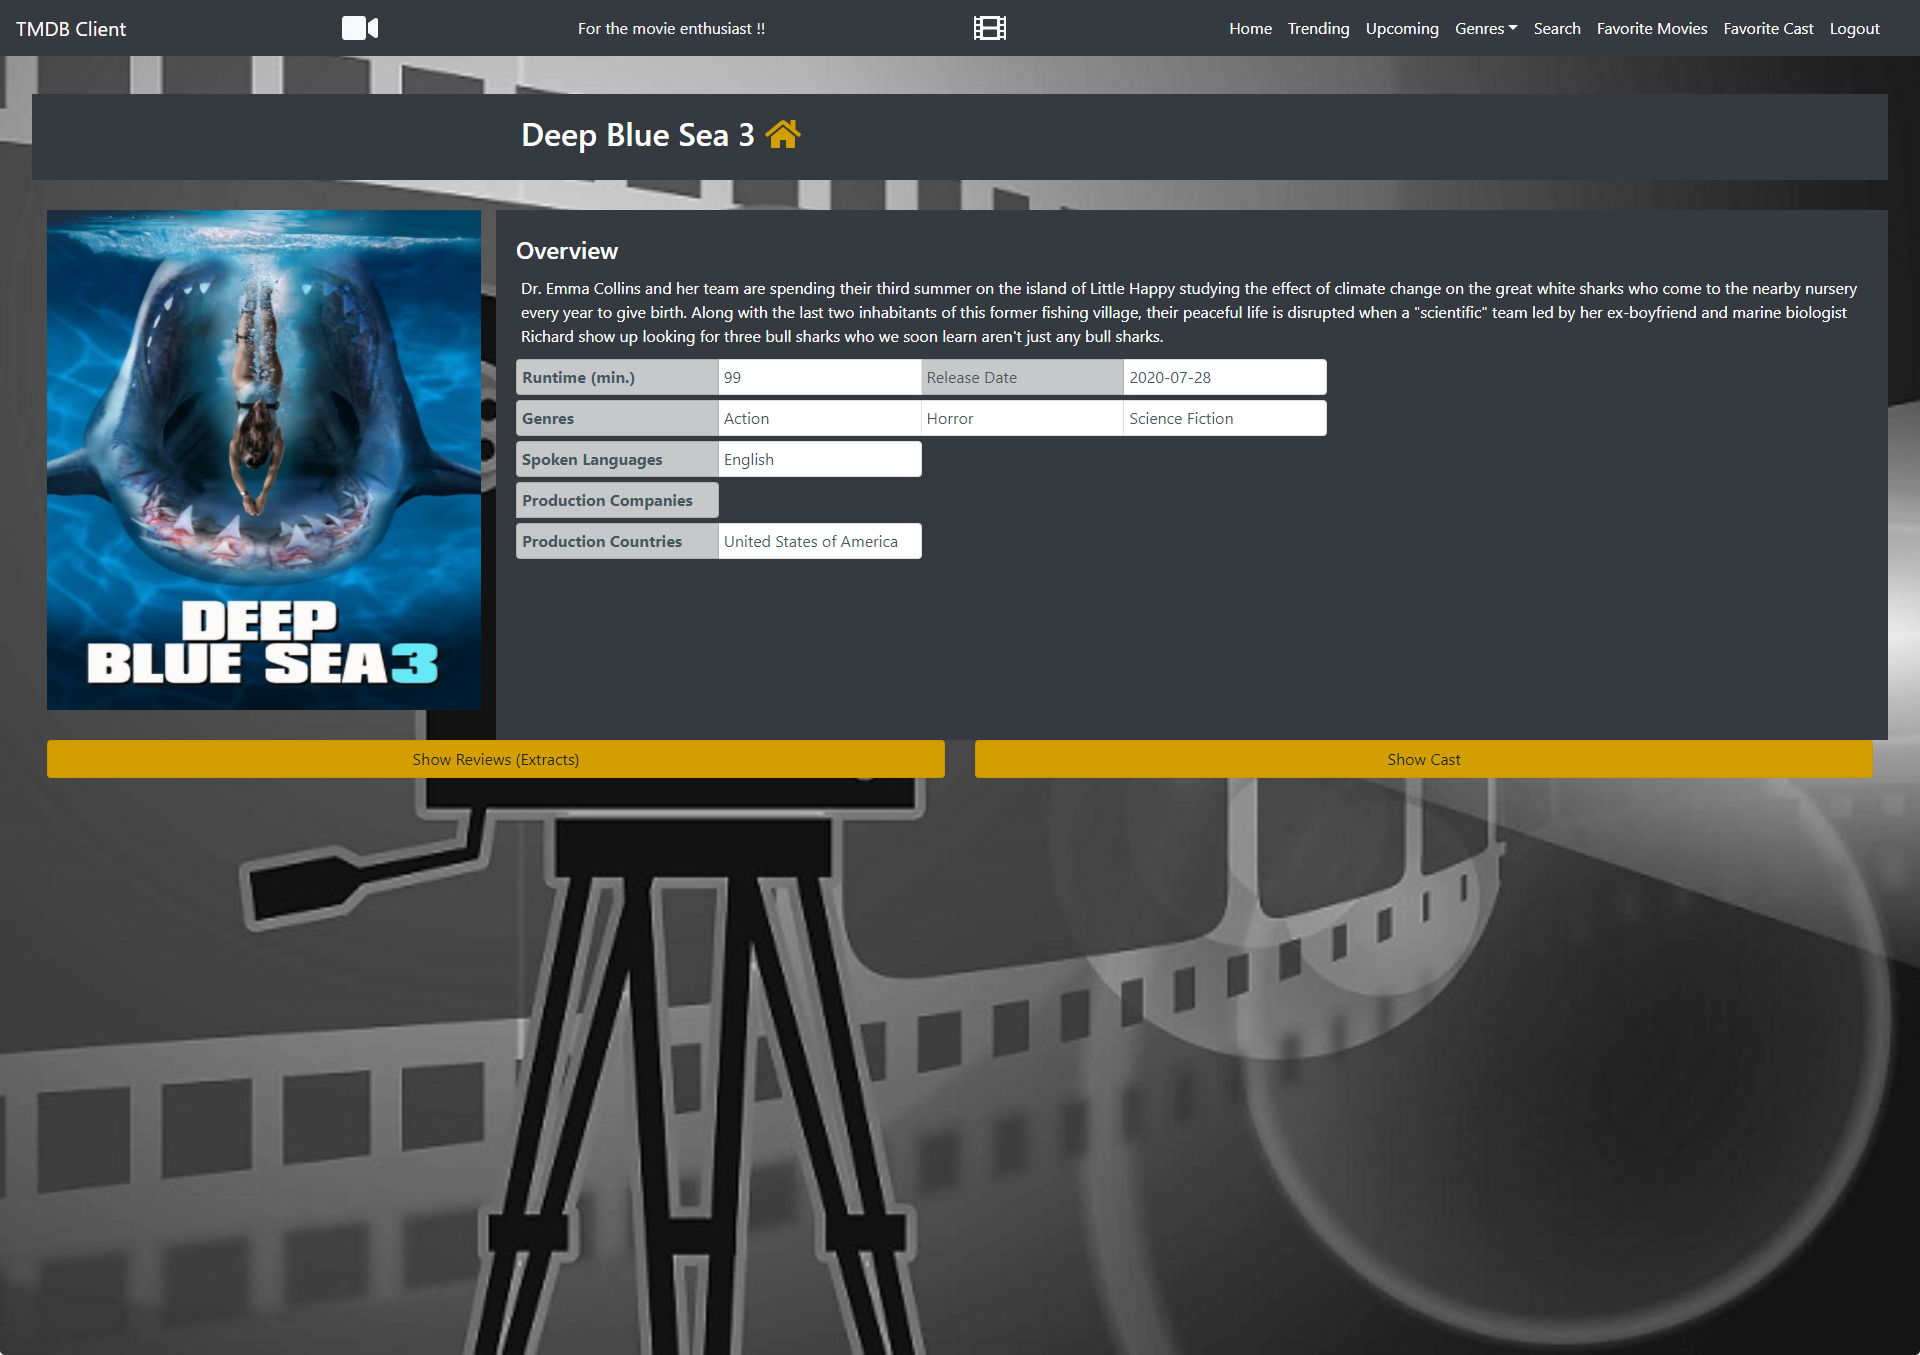 TMDB Client
For the movie enthusiast !!
Home Trending Upcoming Genres Search Favorite Movies Favorite Cast Logout
Deep Blue Sea 3
Overview
Dr. Emma Collins and her team are spending their third summer on the island of Little Happy studying the effect of climate change on the great white sharks who come to the nearby nursery
every year to give birth. Along with the last two inhabitants of this former fishing village, their peaceful life is disrupted when a "scientific" team led by her ex-boyfriend and marine biologist
Richard show up looking for three bull sharks who we soon learn aren't just any bull sharks.
Runtime (min.) 99 Release Date 2020-07-28
Genres Action Horror Science Fiction
Spoken Languages English
Production Companies
Production Countries United States of America
DEEP
BLUE SEA 3
Show Reviews (Extracts)
Show Cast